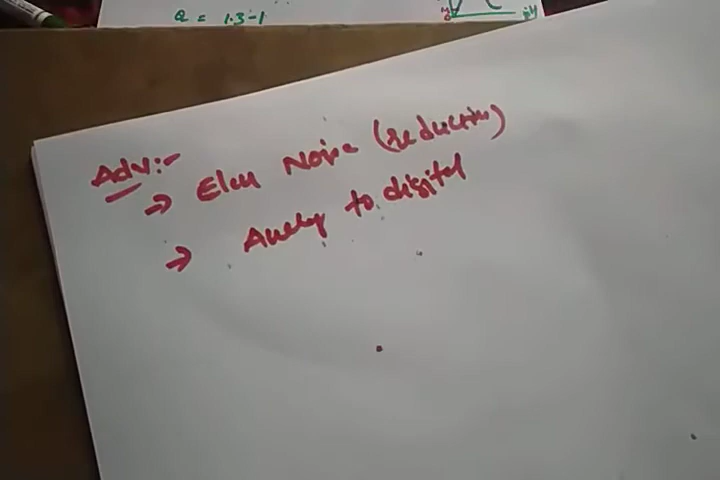 Q = 1.3-1
Adv:-
→ Elec Noise (reduction)
→ Analog to digital